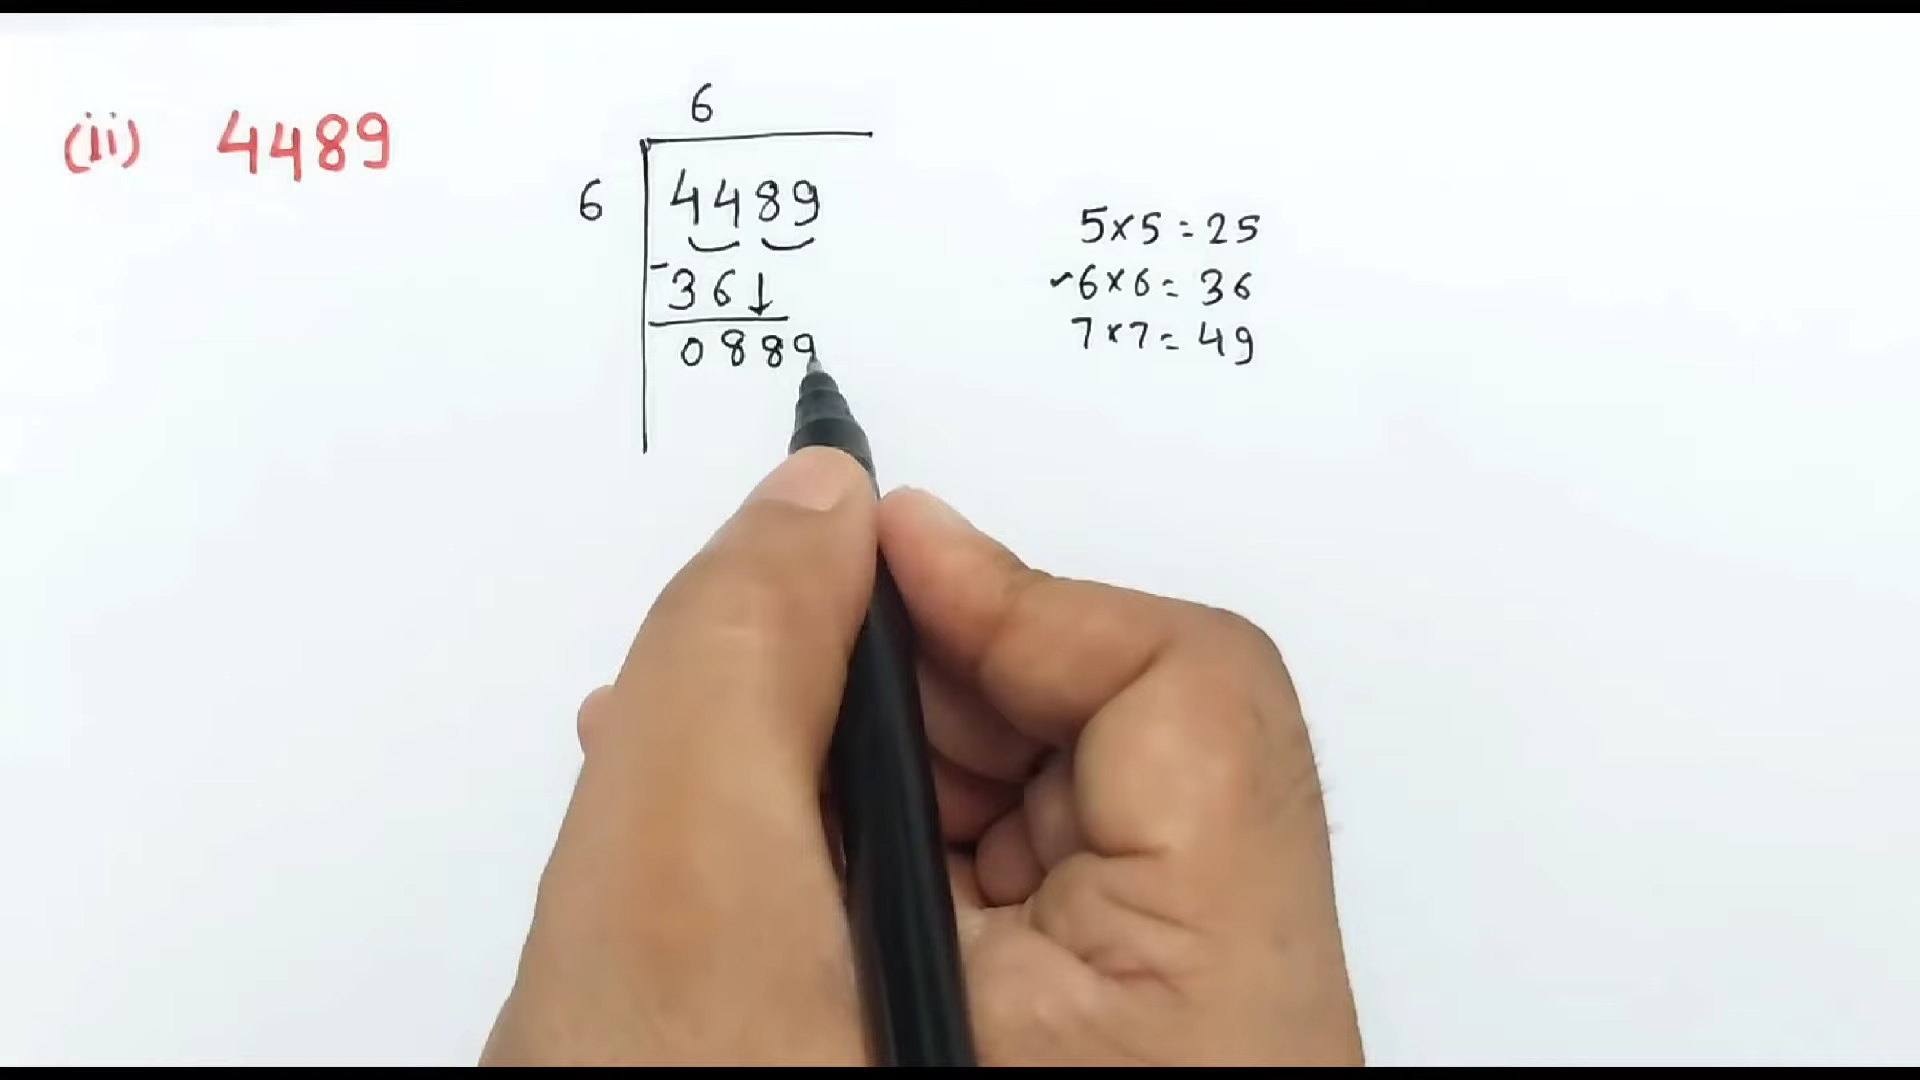 (ii) 4489
6
6 4489
- 36↓
0889
5×5 = 25
✓6×6 = 36
7×7 = 49